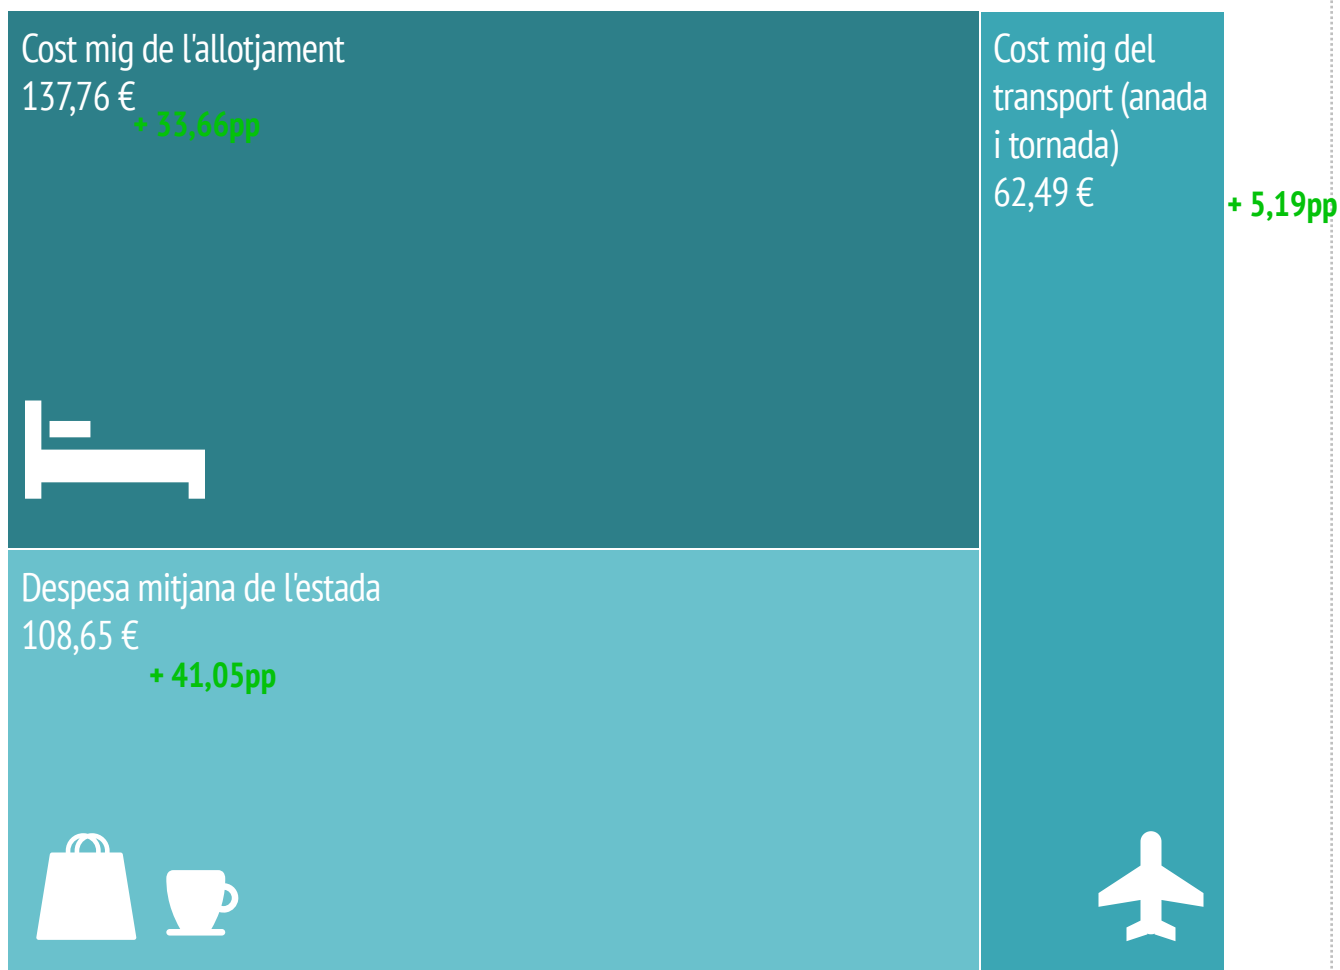 Cost mig de l'allotjament
137,76 €
+ 33,66pp
Cost mig del
transport (anada
i tornada)
62,49 €
+ 5,19pp
Despesa mitjana de l'estada
108,65 €
+ 41,05pp